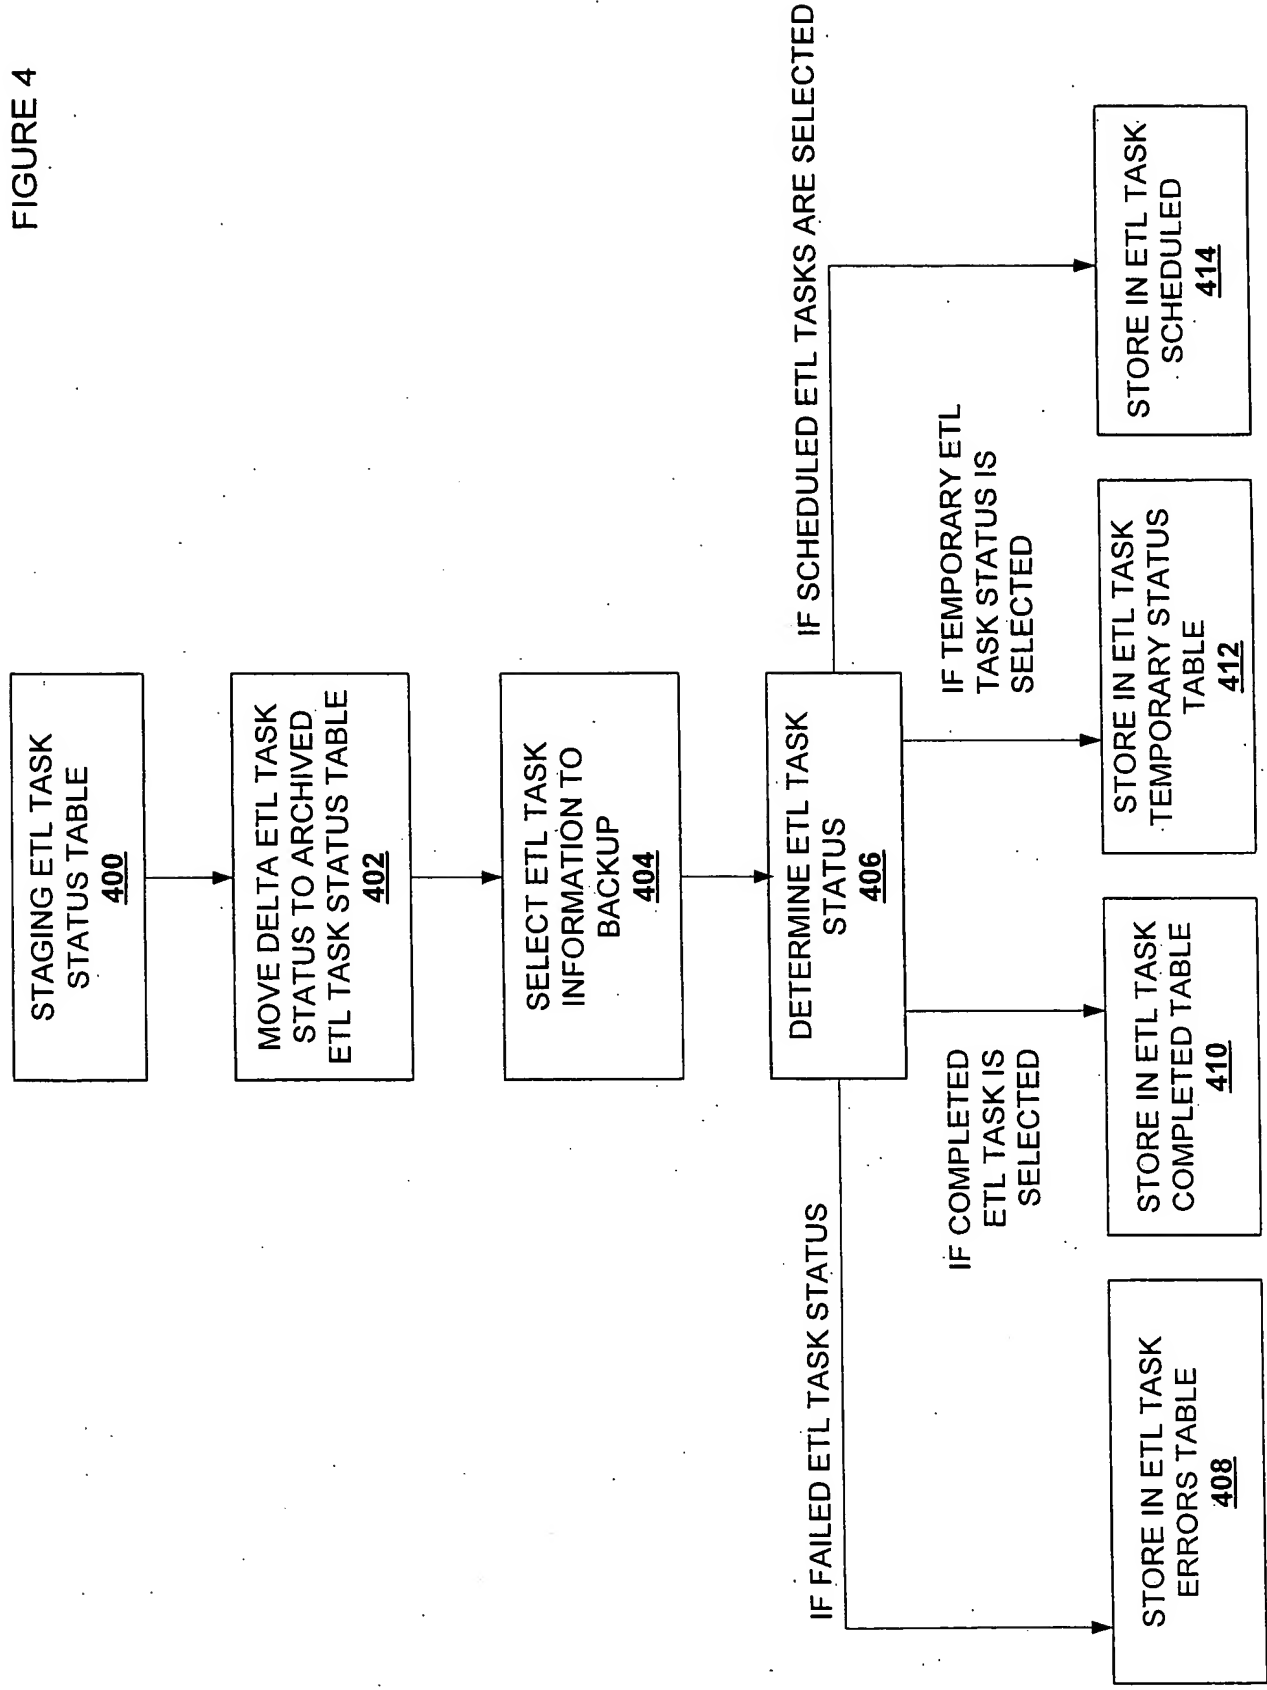 FIGURE 4
STAGING ETL TASK
STATUS TABLE
400
MOVE DELTA ETL TASK
STATUS TO ARCHIVED
ETL TASK STATUS TABLE
402
SELECT ETL TASK
INFORMATION TO
BACKUP
404
DETERMINE ETL TASK
STATUS
406
IF FAILED ETL TASK STATUS
IF COMPLETED
ETL TASK IS
SELECTED
IF TEMPORARY ETL
TASK STATUS IS
SELECTED
IF SCHEDULED ETL TASKS ARE SELECTED
STORE IN ETL TASK
ERRORS TABLE
408
STORE IN ETL TASK
COMPLETED TABLE
410
STORE IN ETL TASK
TEMPORARY STATUS
TABLE
412
STORE IN ETL TASK
SCHEDULED
414